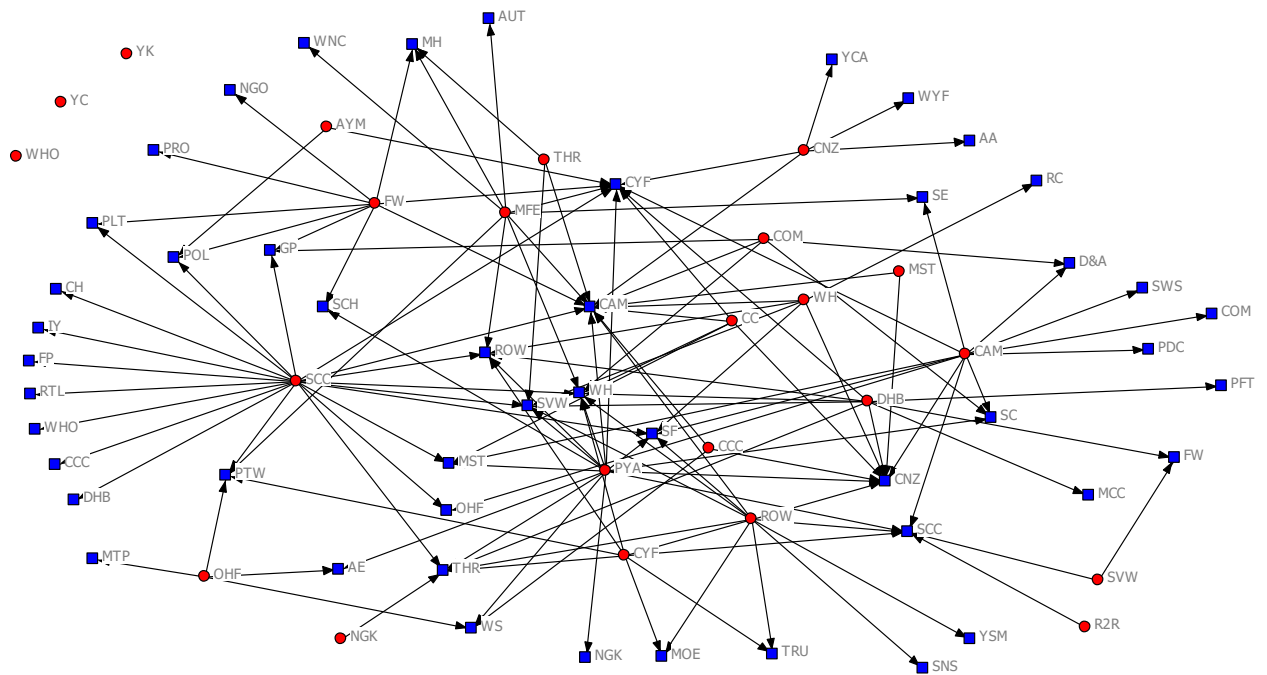 AUT
WNC
MH
YK
YCA
NGO
WYF
YC
AYM
AA
PRO
CNZ
WHO
THR
RC
CYF
SE
FW
MFE
PLT
COM
GP
POL
D&A
MST
CH
SWS
WH
SCH
CAM
COM
CC
IY
PDC
ROW
CAM
FP
SCC
PFT
RTL
WH
DHB
SVW
SC
WHO
SF
CCC
FW
CCC
MST
PYA
PTW
CNZ
MCC
DHB
OHF
ROW
SCC
CYF
MTP
AE
THR
OHF
SVW
R2R
WS
NGK
YSM
TRU
MOE
NGK
SNS